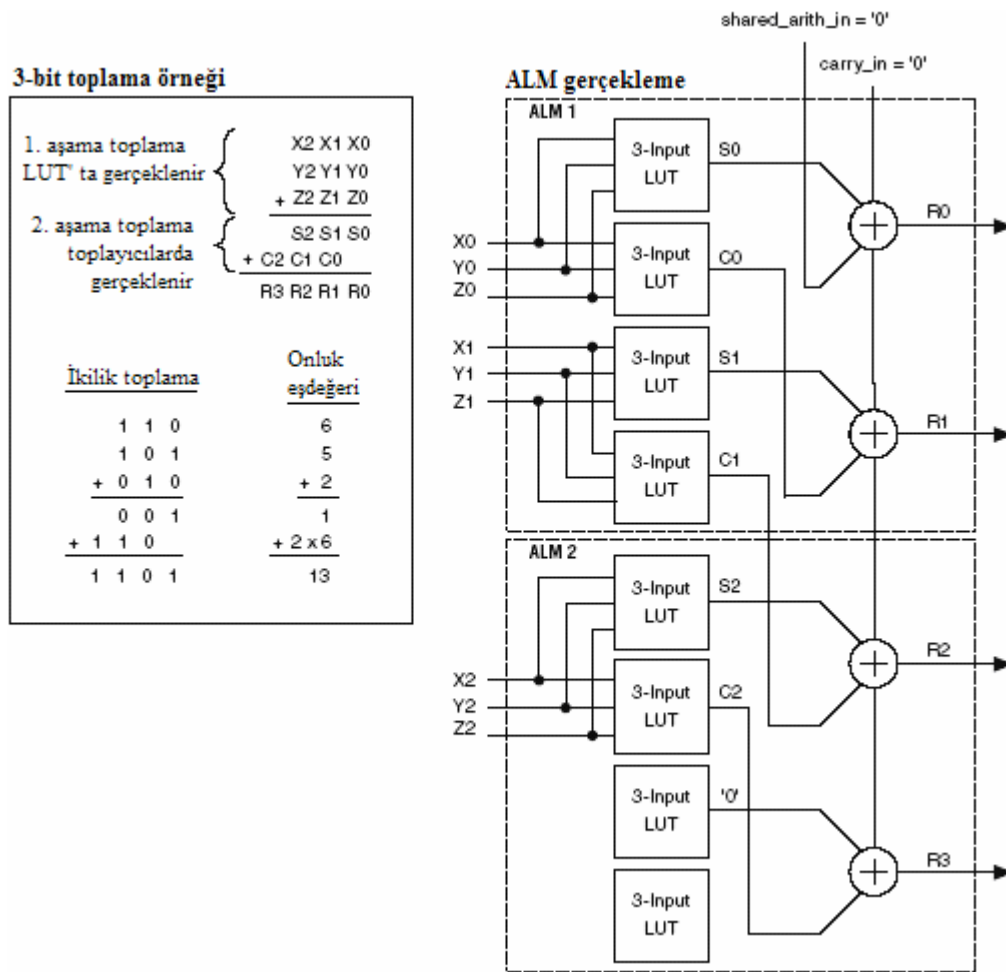 3-bit toplama örneği
1. aşama toplama
LUT' ta gerçeklenir
X2 X1 X0
Y2 Y1 Y0
+ Z2 Z1 Z0
2. aşama toplama
toplayıcılarda
gerçeklenir
S2 S1 S0
+ C2 C1 C0
R3 R2 R1 R0
İkilik toplama
1 1 0
1 0 1
+ 0 1 0
0 0 1
+ 1 1 0
1 1 0 1
Onluk
eşdeğeri
6
5
+ 2
1
+ 2 x 6
13
shared_arith_in = '0'
carry_in = '0'
ALM gerçekleme
ALM 1
3-Input
LUT
S0
R0
X0
Y0
Z0
3-Input
LUT
C0
X1
Y1
Z1
3-Input
LUT
S1
R1
3-Input
LUT
C1
ALM 2
3-Input
LUT
S2
R2
X2
Y2
Z2
3-Input
LUT
C2
3-Input
LUT
'0'
R3
3-Input
LUT